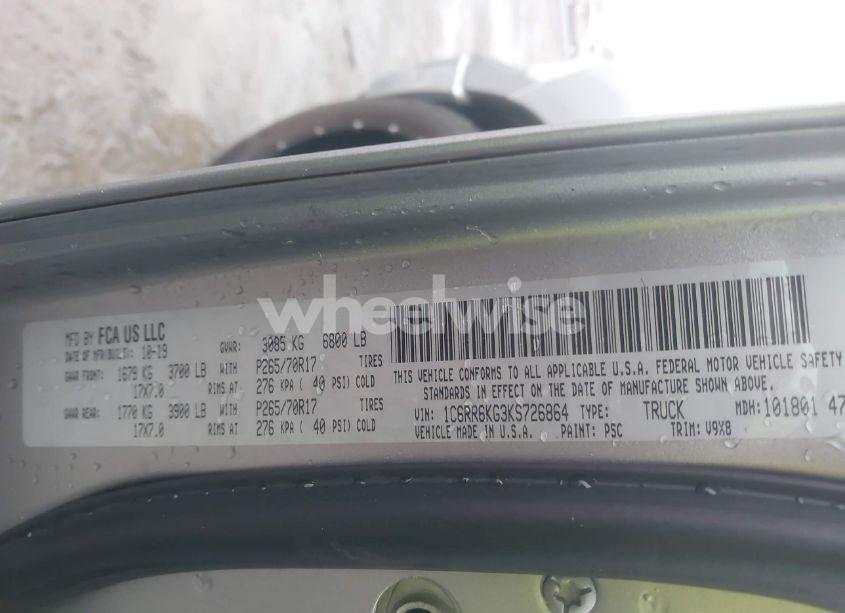 MFD BY FCA US LLC
DATE OF MFR(BUILT): 10-19 GVWR: 3085 KG 6800 LB
GAWR FRONT: 1679 KG 3700 LB WITH P265/70R17 TIRES
17X7.0 RIMS AT 276 KPA ( 40 PSI) COLD
GAWR REAR: 1770 KG 3900 LB WITH P265/70R17 TIRES
17X7.0 RIMS AT 276 KPA ( 40 PSI) COLD
THIS VEHICLE CONFORMS TO ALL APPLICABLE U.S.A. FEDERAL MOTOR VEHICLE SAFETY
STANDARDS IN EFFECT ON THE DATE OF MANUFACTURE SHOWN ABOVE.
VIN: 1C6RR6KG3KS726864 TYPE: TRUCK MDH: 101801 47
VEHICLE MADE IN U.S.A. PAINT: PSC TRIM: V9X8
wheelwise